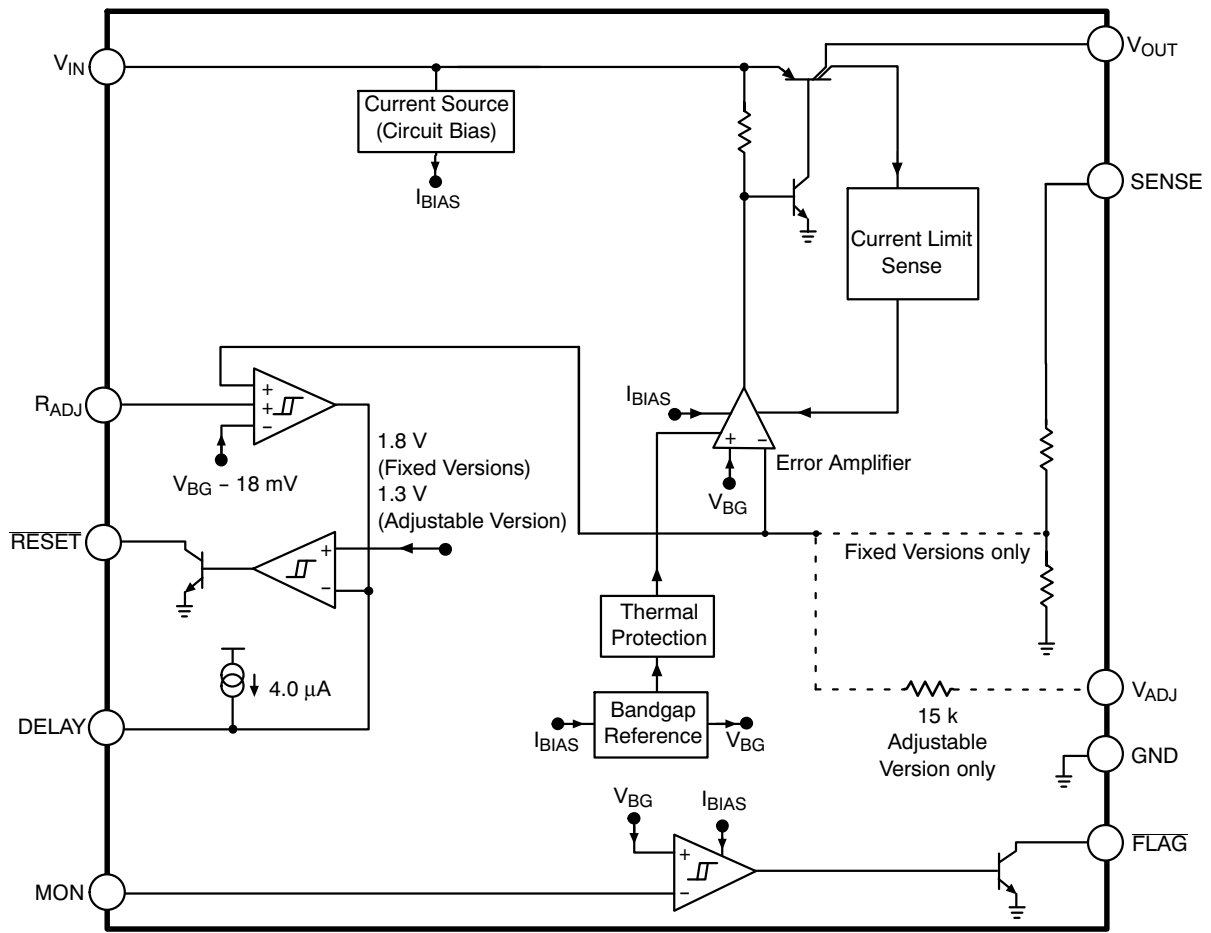 V_IN
V_OUT
Current Source
(Circuit Bias)
I_BIAS
SENSE
Current Limit
Sense
R_ADJ
+
+
−
V_BG − 18 mV
1.8 V
(Fixed Versions)
1.3 V
(Adjustable Version)
I_BIAS
+
−
Error Amplifier
V_BG
RESET
+
−
Fixed Versions only
Thermal
Protection
4.0 μA
V_ADJ
15 k
Adjustable
Version only
DELAY
I_BIAS
Bandgap
Reference
V_BG
GND
V_BG
I_BIAS
+
−
FLAG
MON